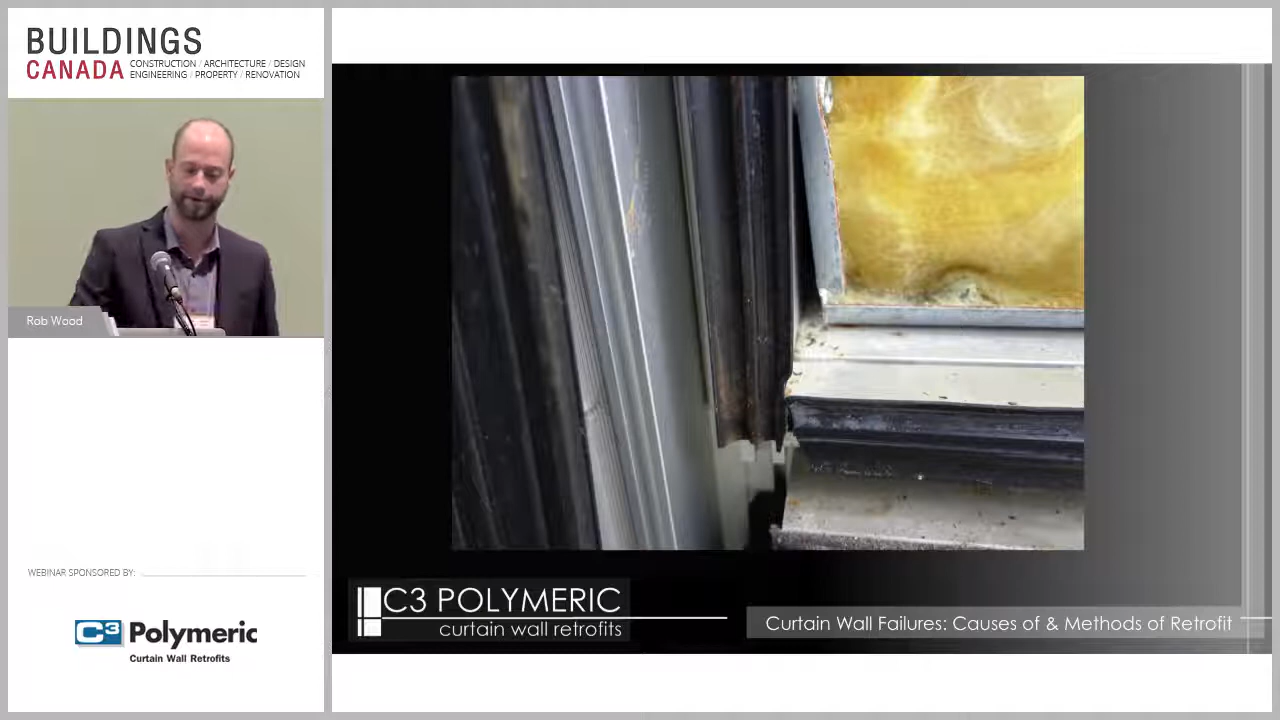 BUILDINGS
CANADA
CONSTRUCTION / ARCHITECTURE / DESIGN
ENGINEERING / PROPERTY / RENOVATION
Rob Wood
WEBINAR SPONSORED BY:
C3 Polymeric
Curtain Wall Retrofits
C3 POLYMERIC
curtain wall retrofits
Curtain Wall Failures: Causes of & Methods of Retrofit